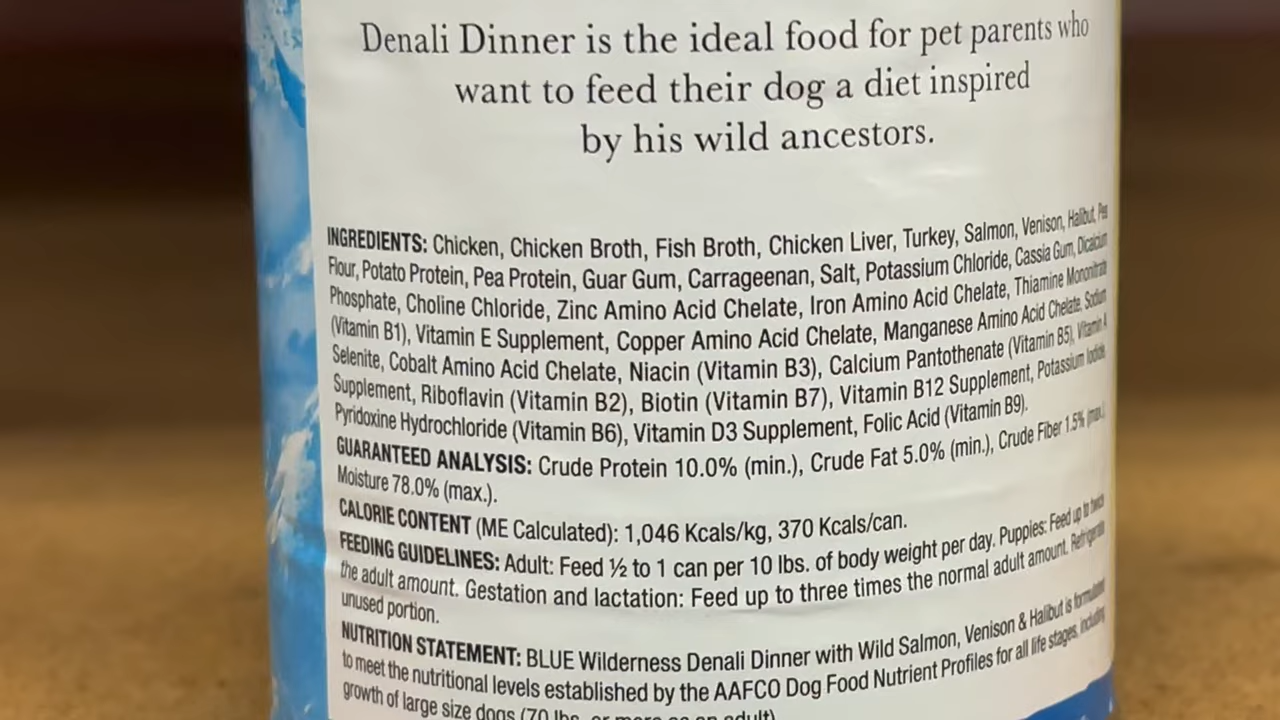 Denali Dinner is the ideal food for pet parents who
want to feed their dog a diet inspired
by his wild ancestors.
INGREDIENTS: Chicken, Chicken Broth, Fish Broth, Chicken Liver, Turkey, Salmon, Venison, Halibut, Pea
Flour, Potato Protein, Pea Protein, Guar Gum, Carrageenan, Salt, Potassium Chloride, Cassia Gum, Dicalcium
Phosphate, Choline Chloride, Zinc Amino Acid Chelate, Iron Amino Acid Chelate, Thiamine Mononitrate
(Vitamin B1), Vitamin E Supplement, Copper Amino Acid Chelate, Manganese Amino Acid Chelate, Sodium
Selenite, Cobalt Amino Acid Chelate, Niacin (Vitamin B3), Calcium Pantothenate (Vitamin B5), Vitamin A
Supplement, Riboflavin (Vitamin B2), Biotin (Vitamin B7), Vitamin B12 Supplement, Potassium Iodide,
Pyridoxine Hydrochloride (Vitamin B6), Vitamin D3 Supplement, Folic Acid (Vitamin B9).
GUARANTEED ANALYSIS: Crude Protein 10.0% (min.), Crude Fat 5.0% (min.), Crude Fiber 1.5% (max.),
Moisture 78.0% (max.).
CALORIE CONTENT (ME Calculated): 1,046 Kcals/kg, 370 Kcals/can.
FEEDING GUIDELINES: Adult: Feed ½ to 1 can per 10 lbs. of body weight per day. Puppies: Feed up to twice
the adult amount. Gestation and lactation: Feed up to three times the normal adult amount. Refrigerate
unused portion.
NUTRITION STATEMENT: BLUE Wilderness Denali Dinner with Wild Salmon, Venison & Halibut is formulated
to meet the nutritional levels established by the AAFCO Dog Food Nutrient Profiles for all life stages, including
growth of large size dogs (70 lbs. or more as an adult)